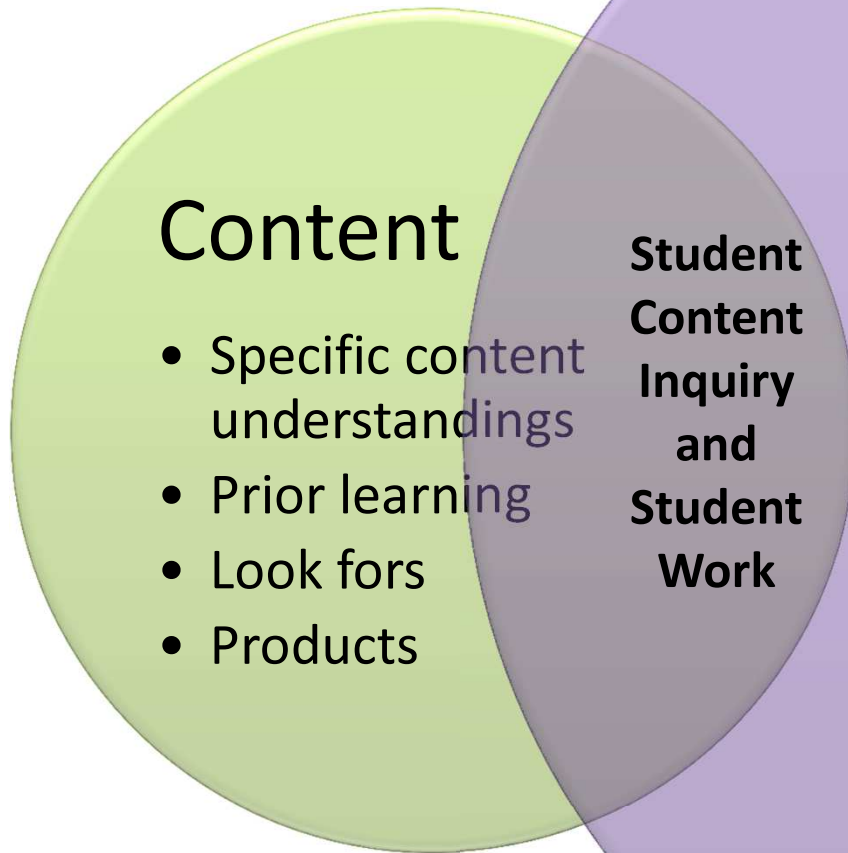 Content
• Specific content
understandings
• Prior learning
• Look fors
• Products
Student
Content
Inquiry
and
Student
Work